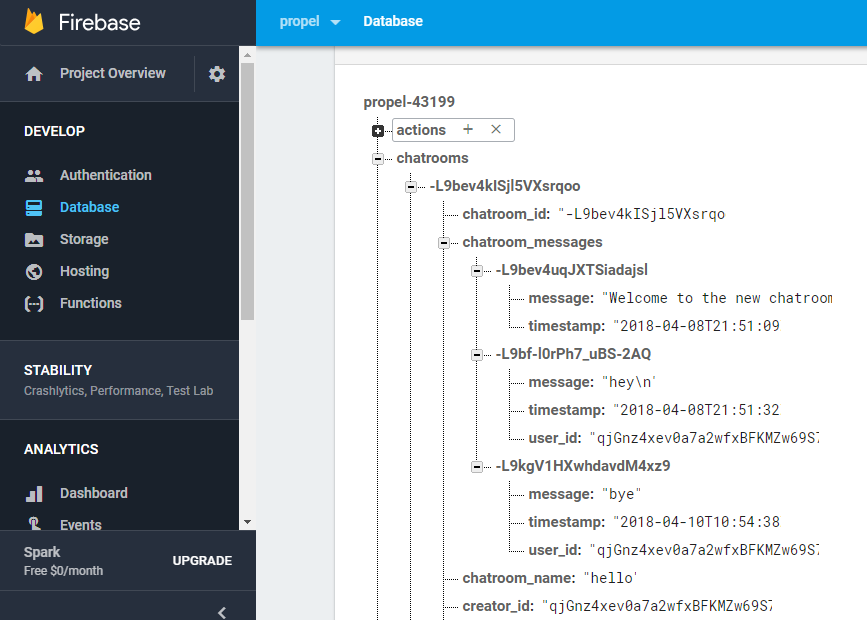 Firebase
propel
Database
Project Overview
DEVELOP
Authentication
Database
Storage
Hosting
Functions
STABILITY
Crashlytics, Performance, Test Lab
ANALYTICS
Dashboard
Events
Spark
Free $0/month
UPGRADE
propel-43199
actions + ×
chatrooms
-L9bev4kISjl5VXsrqoo
chatroom_id: "-L9bev4kISjl5VXsrqo
chatroom_messages
-L9bev4uqJXTSiadajsl
message: "Welcome to the new chatroom
timestamp: "2018-04-08T21:51:09
-L9bf-l0rPh7_uBS-2AQ
message: "hey\n'
timestamp: "2018-04-08T21:51:32
user_id: "qjGnz4xev0a7a2wfxBFKMZw69S7
-L9kgV1HXwhdavdM4xz9
message: "bye"
timestamp: "2018-04-10T10:54:38
user_id: "qjGnz4xev0a7a2wfxBFKMZw69S7
chatroom_name: "hello'
creator_id: "qjGnz4xev0a7a2wfxBFKMZw69S7